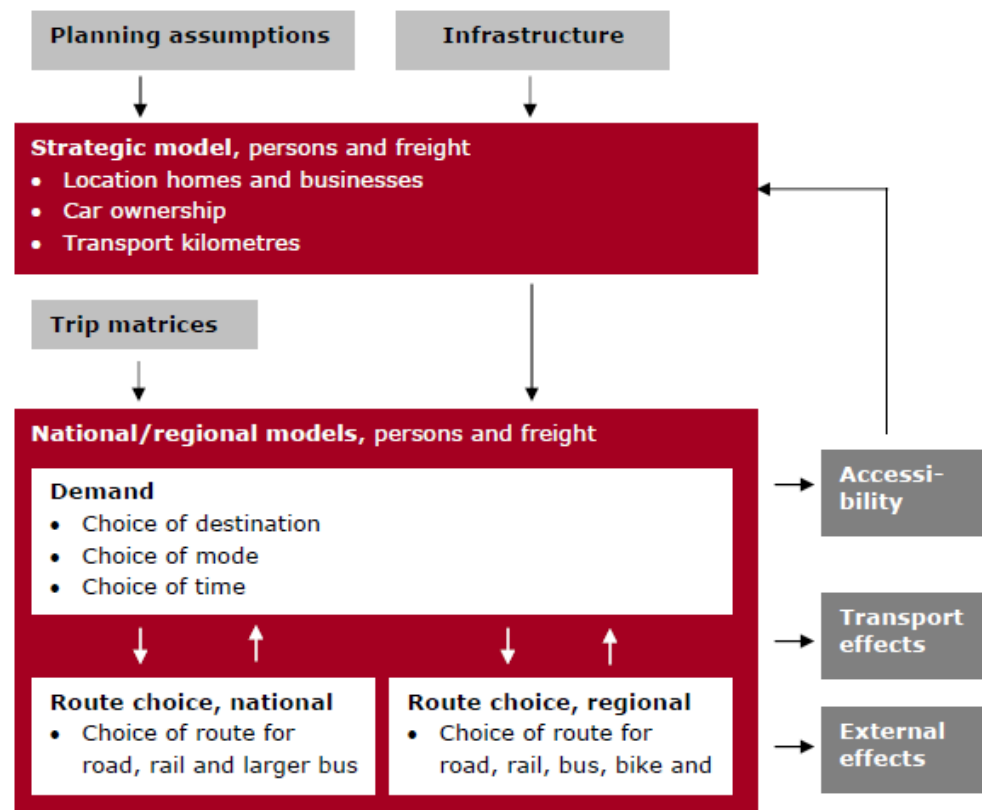 Planning assumptions
Infrastructure
Strategic model, persons and freight
• Location homes and businesses
• Car ownership
• Transport kilometres
Trip matrices
National/regional models, persons and freight
Demand
• Choice of destination
• Choice of mode
• Choice of time
Route choice, national
• Choice of route for
road, rail and larger bus
Route choice, regional
• Choice of route for
road, rail, bus, bike and
Accessi-
bility
Transport
effects
External
effects